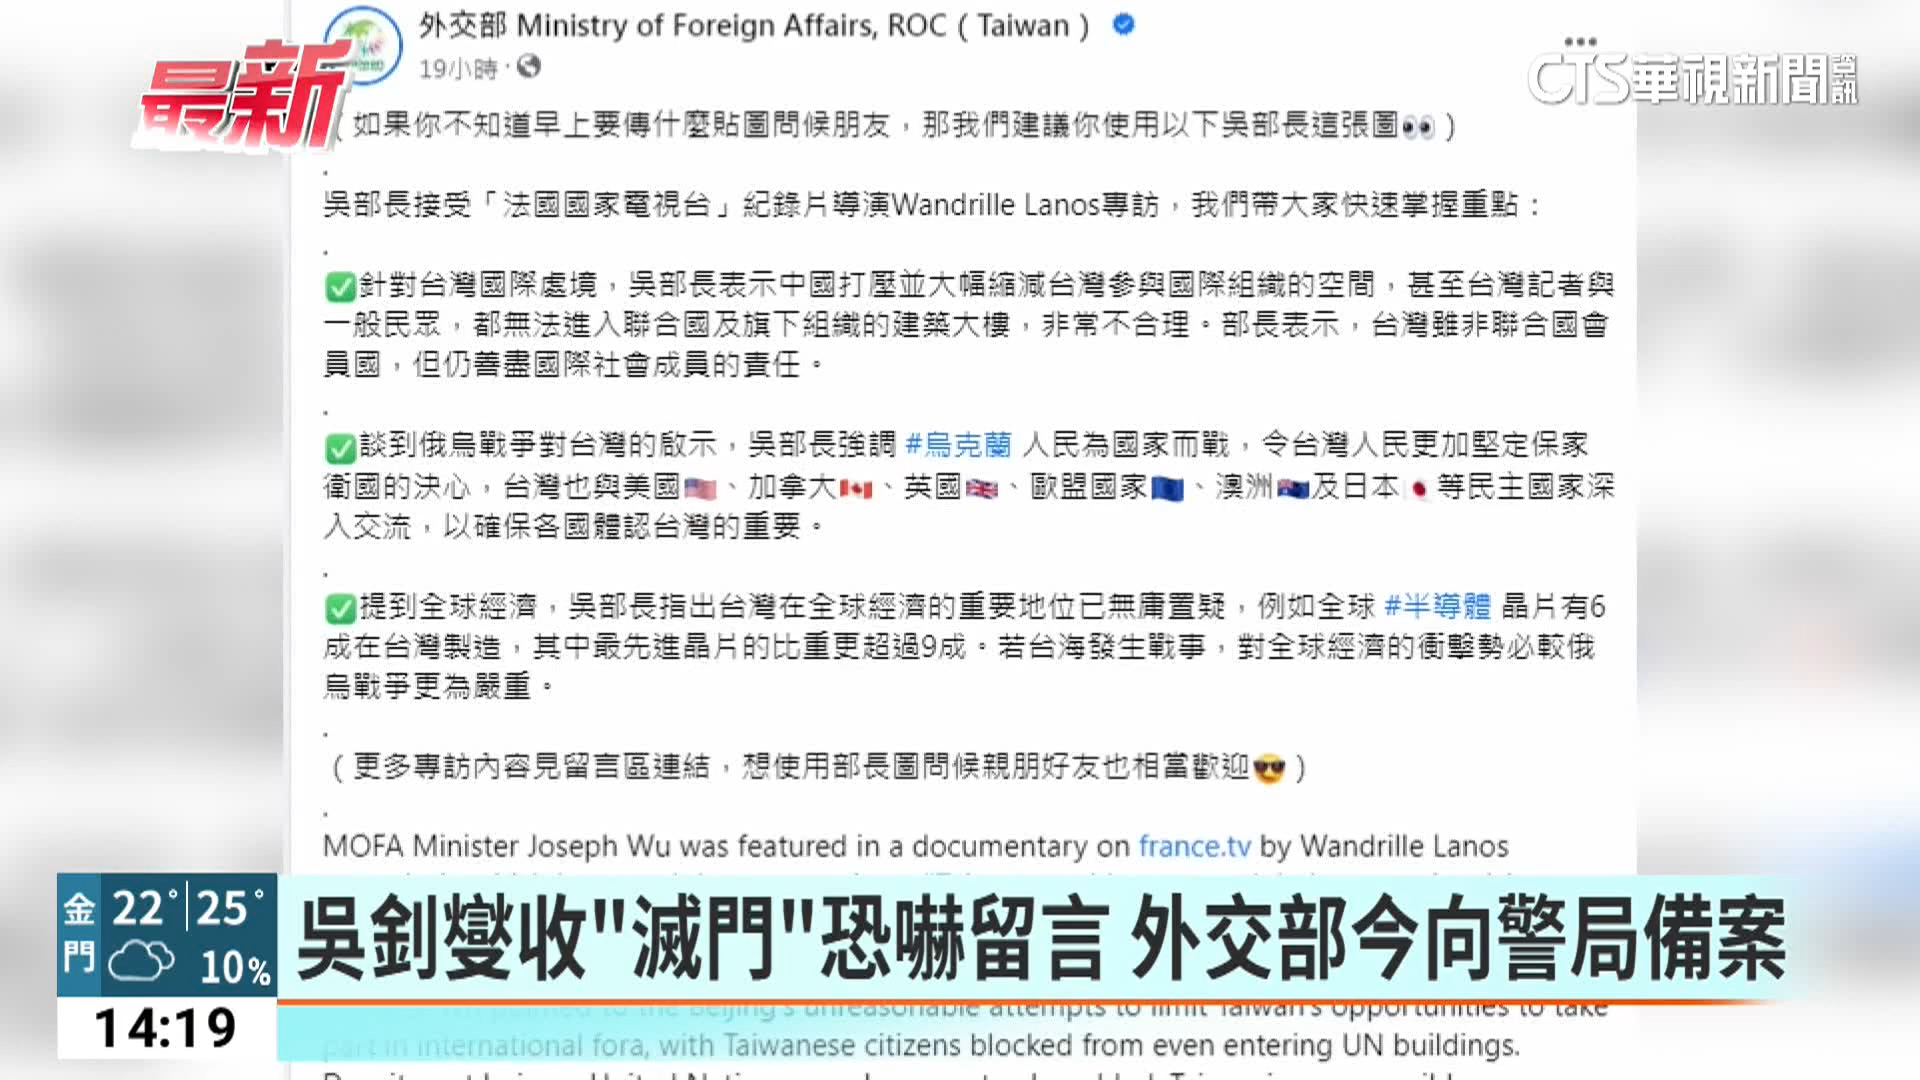 外交部 Ministry of Foreign Affairs, ROC ( Taiwan )
19小時
最新
CTS華視新聞資訊
(如果你不知道早上要傳什麼貼圖問候朋友，那我們建議你使用以下吳部長這張圖👀)
.
吳部長接受「法國國家電視台」紀錄片導演Wandrille Lanos專訪，我們帶大家快速掌握重點：
.
✅針對台灣國際處境，吳部長表示中國打壓並大幅縮減台灣參與國際組織的空間，甚至台灣記者與
一般民眾，都無法進入聯合國及旗下組織的建築大樓，非常不合理。部長表示，台灣雖非聯合國會
員國，但仍善盡國際社會成員的責任。
.
✅談到俄烏戰爭對台灣的啟示，吳部長強調 #烏克蘭 人民為國家而戰，令台灣人民更加堅定保家
衛國的決心，台灣也與美國🇺🇸、加拿大🇨🇦、英國🇬🇧、歐盟國家🇪🇺、澳洲🇦🇺及日本🇯🇵等民主國家深
入交流，以確保各國體認台灣的重要。
.
✅提到全球經濟，吳部長指出台灣在全球經濟的重要地位已無庸置疑，例如全球 #半導體 晶片有6
成在台灣製造，其中最先進晶片的比重更超過9成。若台海發生戰事，對全球經濟的衝擊勢必較俄
烏戰爭更為嚴重。
.
(更多專訪內容見留言區連結，想使用部長圖問候親朋好友也相當歡迎😎)
.
MOFA Minister Joseph Wu was featured in a documentary on france.tv by Wandrille Lanos
金門 22° 25° 10%
吳釗燮收"滅門"恐嚇留言 外交部今向警局備案
14:19
to the Beijing's unreasonable attempts to limit Taiwan's opportunities to take
part in international fora, with Taiwanese citizens blocked from even entering UN buildings.